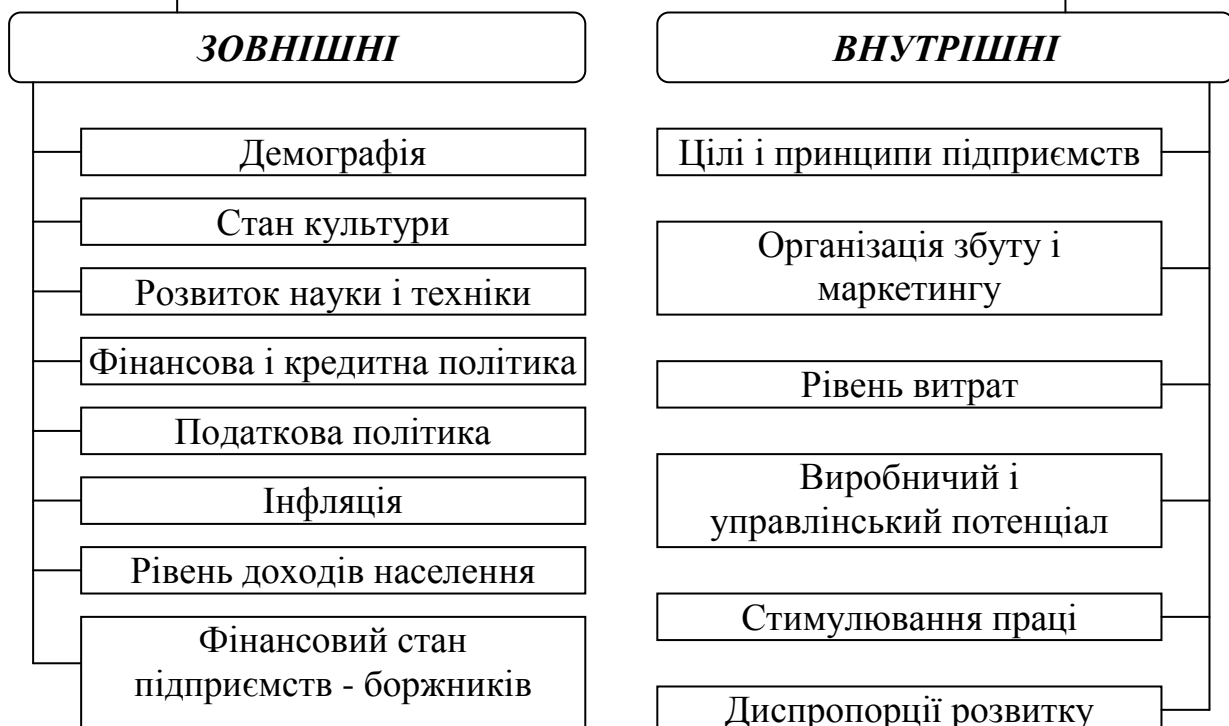 ЗОВНІШНІ
Демографія
Стан культури
Розвиток науки і техніки
Фінансова і кредитна політика
Податкова політика
Інфляція
Рівень доходів населення
Фінансовий стан
підприємств - боржників
ВНУТРІШНІ
Цілі і принципи підприємств
Організація збуту і
маркетингу
Рівень витрат
Виробничий і
управлінський потенціал
Стимулювання праці
Диспропорції розвитку